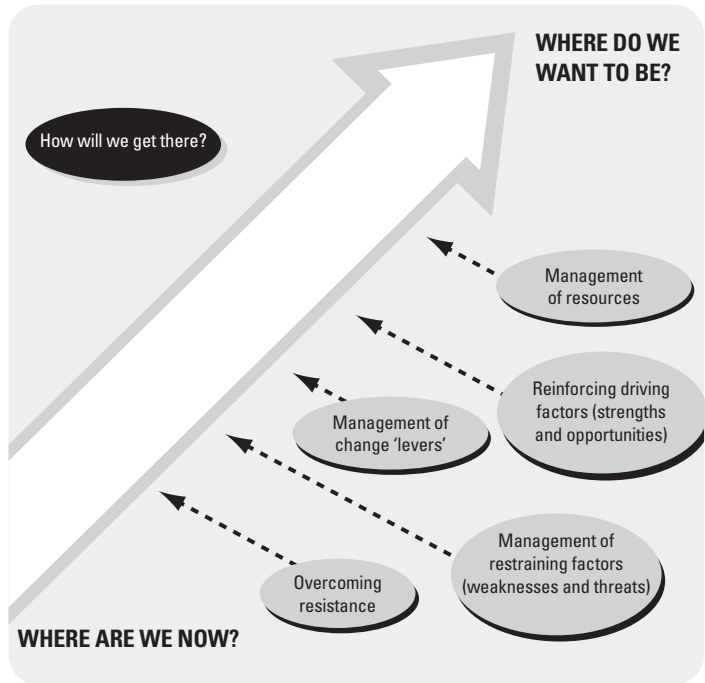 WHERE DO WE
WANT TO BE?
How will we get there?
Management
of resources
Reinforcing driving
factors (strengths
and opportunities)
Management of
change ‘levers’
Management of
restraining factors
(weaknesses and threats)
Overcoming
resistance
WHERE ARE WE NOW?